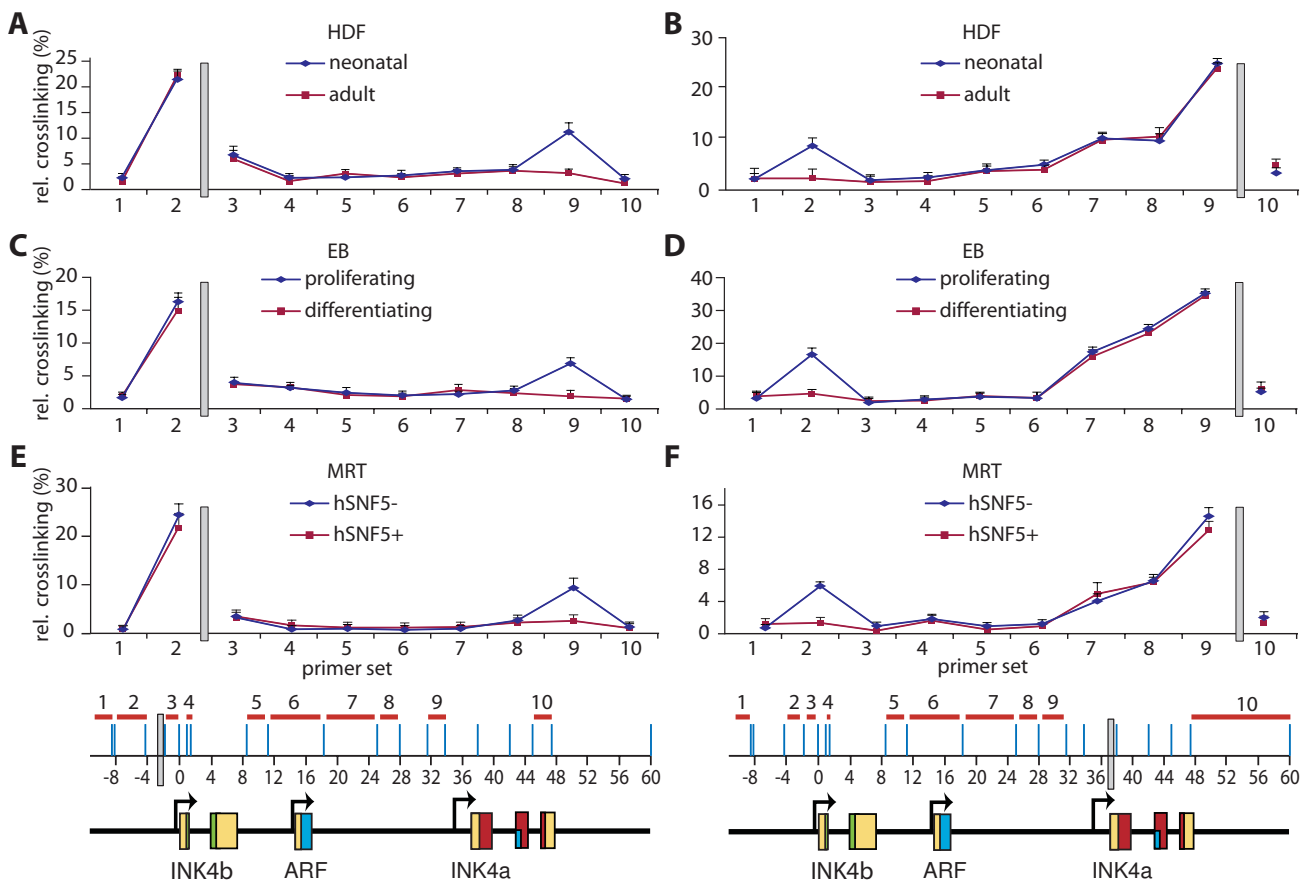 A
HDF
neonatal
adult
rel. crosslinking (%)
25
20
15
10
5
0
1 2 3 4 5 6 7 8 9 10
B
HDF
neonatal
adult
30
20
10
0
1 2 3 4 5 6 7 8 9 10
C
EB
proliferating
differentiating
rel. crosslinking (%)
20
15
10
5
0
1 2 3 4 5 6 7 8 9 10
D
EB
proliferating
differentiating
40
30
20
10
0
1 2 3 4 5 6 7 8 9 10
E
MRT
hSNF5-
hSNF5+
rel. crosslinking (%)
30
20
10
0
1 2 3 4 5 6 7 8 9 10
primer set
F
MRT
hSNF5-
hSNF5+
16
12
8
4
0
1 2 3 4 5 6 7 8 9 10
primer set
1 2 3 4 5 6 7 8 9 10
-8 -4 0 4 8 12 16 20 24 28 32 36 40 44 48 52 56 60
INK4b ARF INK4a
1 2 3 4 5 6 7 8 9 10
-8 -4 0 4 8 12 16 20 24 28 32 36 40 44 48 52 56 60
INK4b ARF INK4a